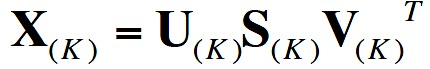 X(K) = U(K)S(K)V(K)T